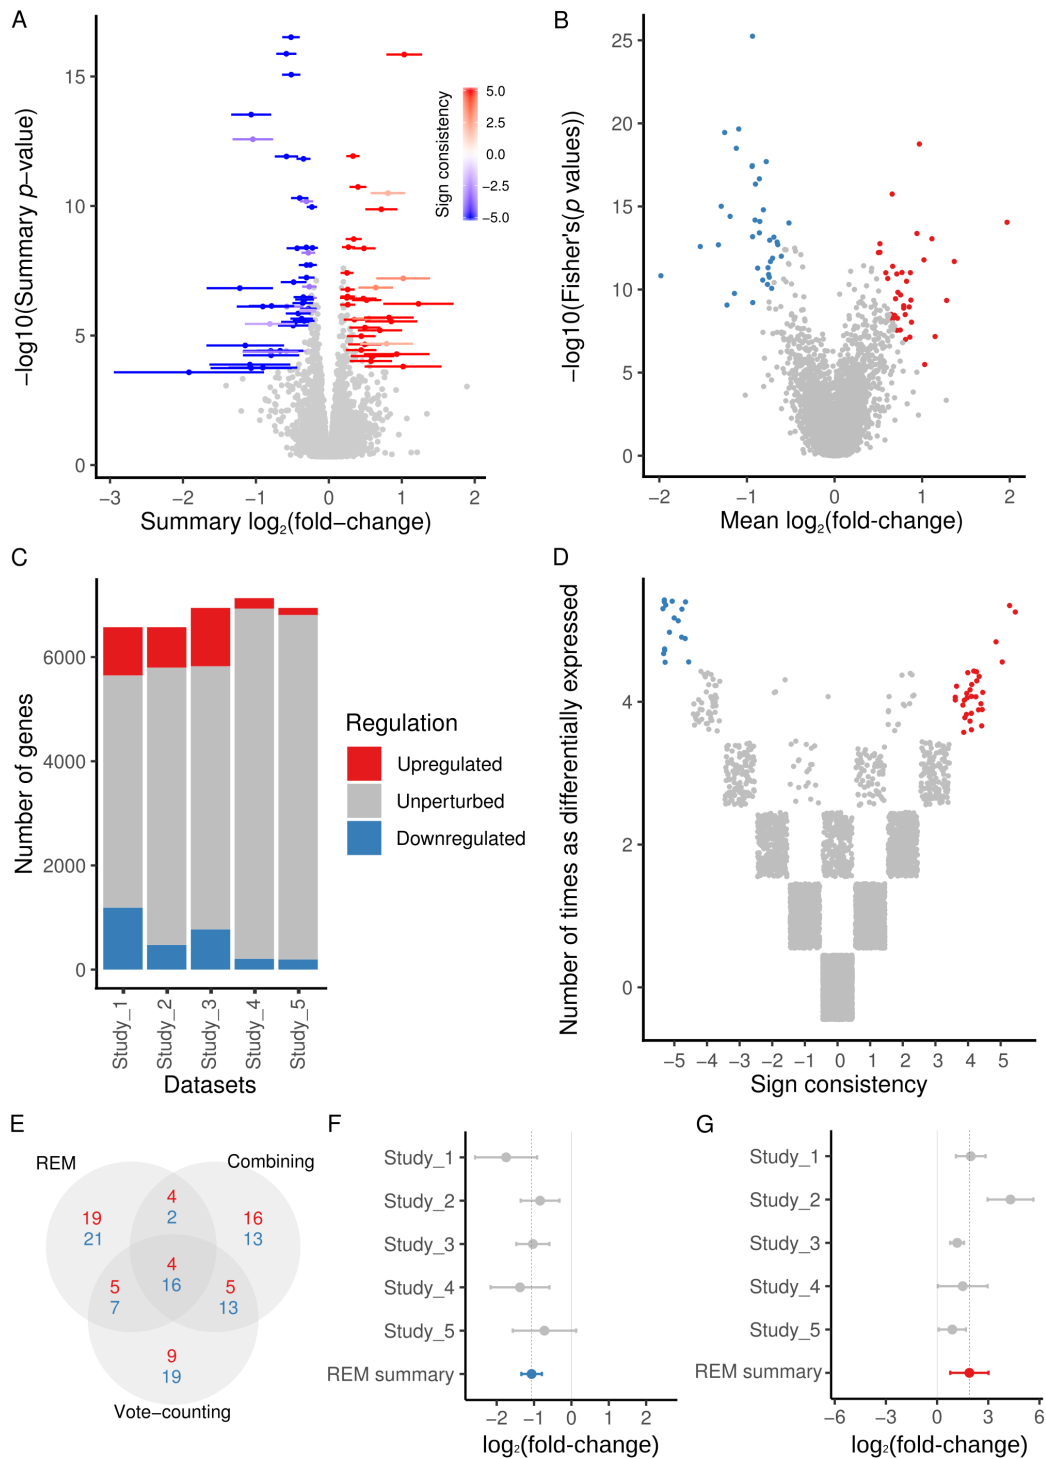 A
15
10
5
0
−log10(Summary p−value)
−3
−2
−1
0
1
2
Summary log2(fold−change)
Sign consistency
5.0
2.5
0.0
−2.5
−5.0
B
25
20
15
10
5
0
−log10(Fisher's(p values))
−2
−1
0
1
2
Mean log2(fold-change)
C
6000
4000
2000
0
Number of genes
Study_1
Study_2
Study_3
Study_4
Study_5
Datasets
Regulation
Upregulated
Unperturbed
Downregulated
D
Number of times as differentially expressed
4
2
0
−5 −4 −3 −2 −1 0 1 2 3 4 5
Sign consistency
E
REM
Combining
4
2
19
21
16
13
4
16
5
7
5
13
9
19
Vote−counting
F
Study_1
Study_2
Study_3
Study_4
Study_5
REM summary
−2 −1 0 1 2
log2(fold-change)
G
Study_1
Study_2
Study_3
Study_4
Study_5
REM summary
−6 −3 0 3 6
log2(fold-change)